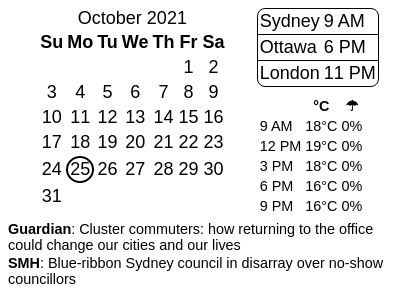 October 2021
Su Mo Tu We Th Fr Sa
1 2
3 4 5 6 7 8 9
10 11 12 13 14 15 16
17 18 19 20 21 22 23
24 25 26 27 28 29 30
31
Sydney 9 AM
Ottawa 6 PM
London 11 PM
°C ☂
9 AM 18°C 0%
12 PM 19°C 0%
3 PM 18°C 0%
6 PM 16°C 0%
9 PM 16°C 0%
Guardian: Cluster commuters: how returning to the office
could change our cities and our lives
SMH: Blue-ribbon Sydney council in disarray over no-show
councillors